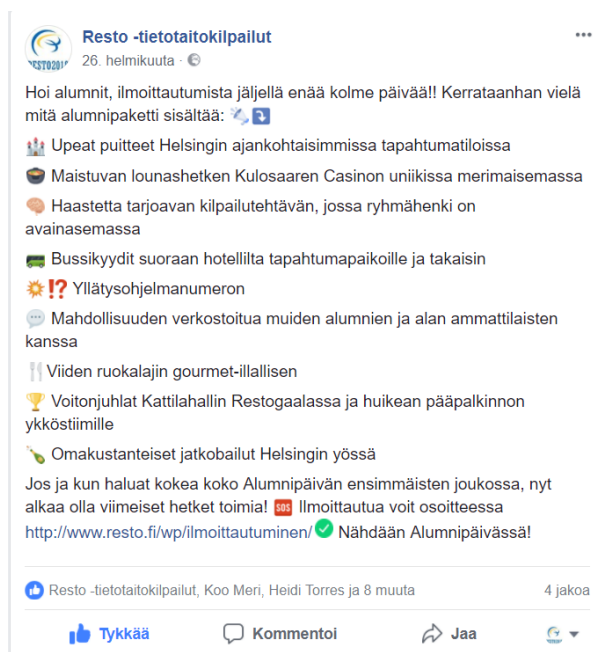 Resto -tietotaitokilpailut
26. helmikuuta ·
Hoi alumnit, ilmoittautumista jäljellä enää kolme päivää!! Kerrataanhan vielä
mitä alumnipaketti sisältää:
Upeat puitteet Helsingin ajankohtaisimmissa tapahtumatiloissa
Maistuvan lounashetken Kulosaaren Casinon uniikissa merimaisemassa
Haastetta tarjoavan kilpailutehtävän, jossa ryhmähenki on
avainasemassa
Bussikyydit suoraan hotellilta tapahtumapaikoille ja takaisin
Yllätysohjelmanumeron
Mahdollisuuden verkostoitua muiden alumnien ja alan ammattilaisten
kanssa
Viiden ruokalajin gourmet-illallisen
Voitonjuhlat Kattilahallin Restogaalassa ja huikean pääpalkinnon
ykköstiimille
Omakustanteiset jatkobailut Helsingin yössä
Jos ja kun haluat kokea koko Alumnipäivän ensimmäisten joukossa, nyt
alkaa olla viimeiset hetket toimia! SOS Ilmoittautua voit osoitteessa
http://www.resto.fi/wp/ilmoittautuminen/ Nähdään Alumnipäivässä!
Resto -tietotaitokilpailut, Koo Meri, Heidi Torres ja 8 muuta
4 jakoa
Tykkää
Kommentoi
Jaa